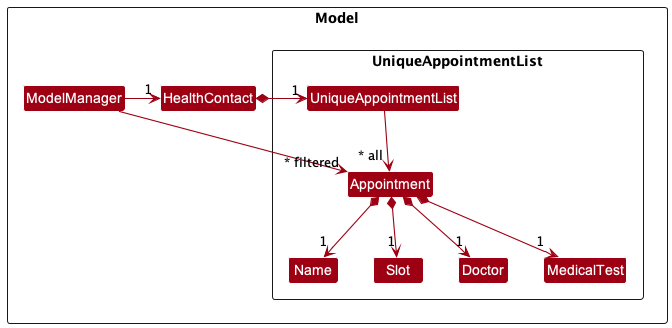 Model
UniqueAppointmentList
ModelManager
1
HealthContact
1
UniqueAppointmentList
* filtered
* all
Appointment
1
1
1
1
Name
Slot
Doctor
MedicalTest